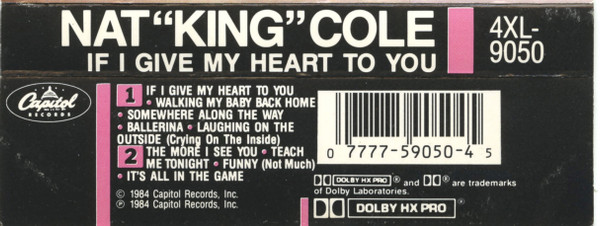 NAT “KING” COLE
IF I GIVE MY HEART TO YOU
4XL-
9050
Capitol
RECORDS
1 IF I GIVE MY HEART TO YOU
• WALKING MY BABY BACK HOME
• SOMEWHERE ALONG THE WAY
• BALLERINA • LAUGHING ON THE
OUTSIDE (Crying On The Inside)
2 THE MORE I SEE YOU • TEACH
ME TONIGHT • FUNNY (Not Much)
• IT'S ALL IN THE GAME
© 1984 Capitol Records, Inc.
℗ 1984 Capitol Records, Inc.
0 7777-59050-4 5
DOLBY HX PRO ® and ® are trademarks
of Dolby Laboratories.
DOLBY HX PRO ®